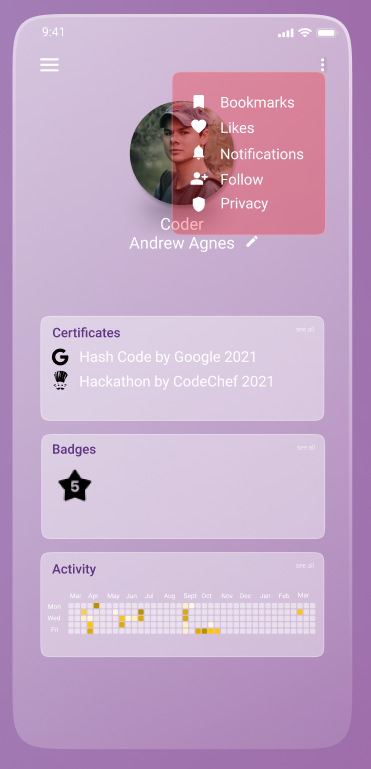 9:41
Bookmarks
Likes
Notifications
Follow
Privacy
Coder
Andrew Agnes
Certificates
see all
Hash Code by Google 2021
Hackathon by CodeChef 2021
Badges
see all
5
Activity
see all
Mar Apr May Jun Jul Aug Sept Oct Nov Dec Jan Feb Mar
Mon
Wed
Fri